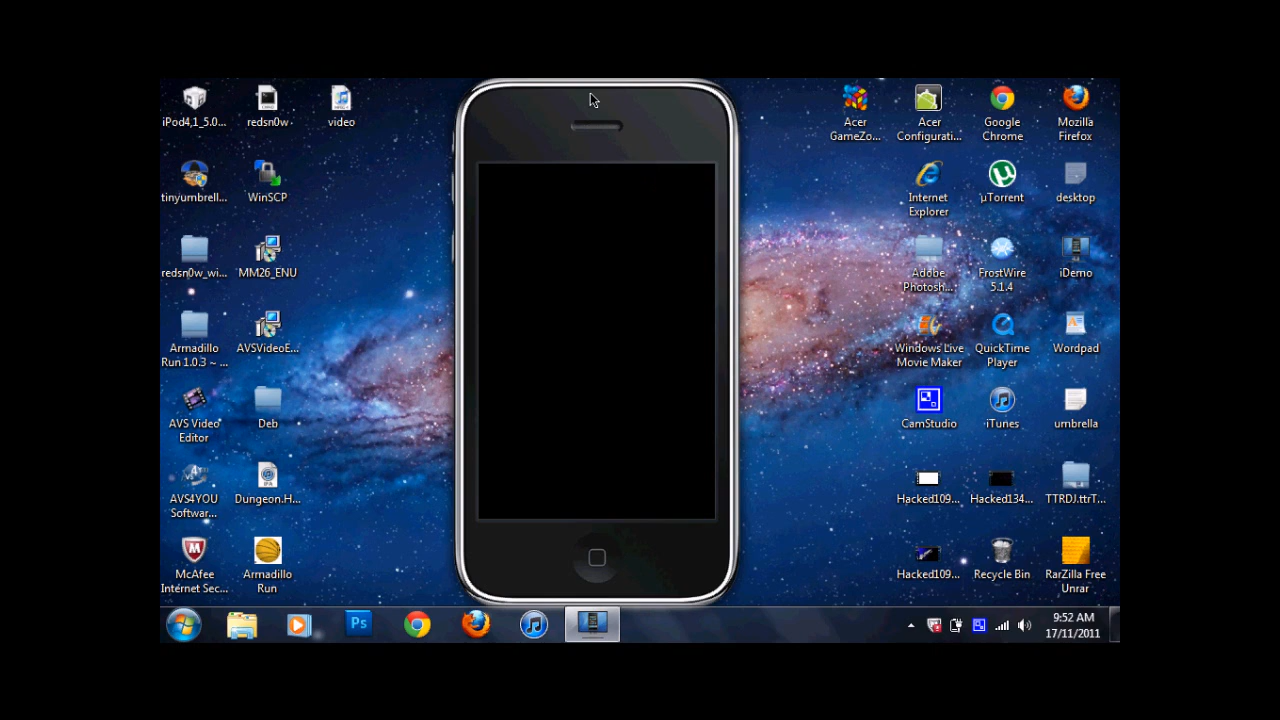 iPod4,1_5.0...
redsn0w
video
Acer
GameZo...
Acer
Configurati...
Google
Chrome
Mozilla
Firefox
tinyumbrell...
WinSCP
Internet
Explorer
µTorrent
desktop
redsn0w_wi...
MM26_ENU
Adobe
Photosh...
FrostWire
5.1.4
iDemo
Armadillo
Run 1.0.3 ~ ...
AVSVideoE...
Windows Live
Movie Maker
QuickTime
Player
Wordpad
AVS Video
Editor
Deb
CamStudio
iTunes
umbrella
AVS4YOU
Softwar...
Dungeon.H...
Hacked109...
Hacked134...
TTRDJ.ttrT...
McAfee
Internet Sec...
Armadillo
Run
Hacked109...
Recycle Bin
RarZilla Free
Unrar
Ps
9:52 AM
17/11/2011